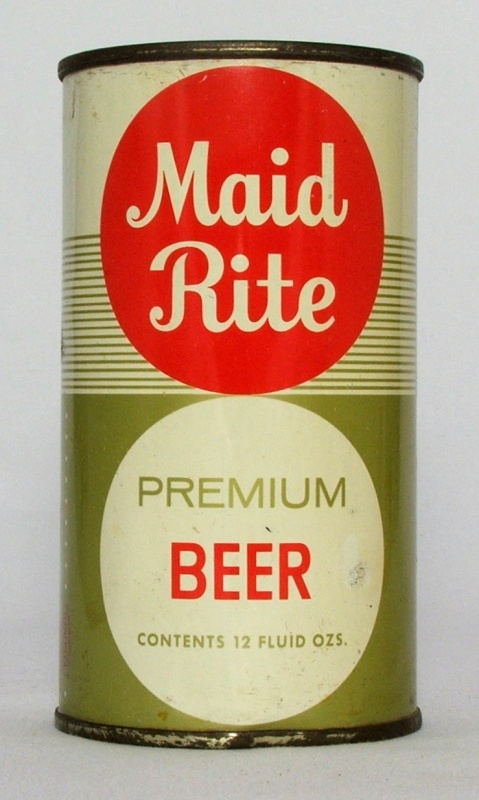 Maid
Rite
PREMIUM
BEER
CONTENTS 12 FLUID OZS.